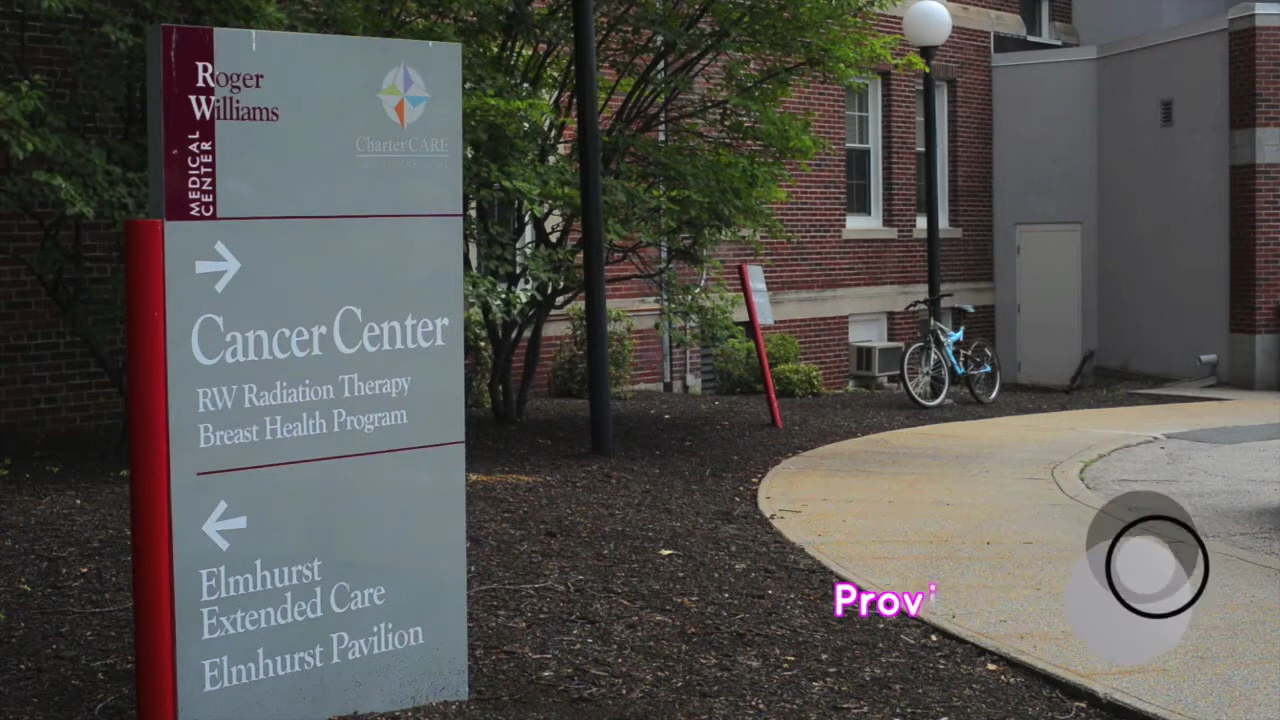 Roger
Williams
MEDICAL
CENTER
CharterCARE
Cancer Center
RW Radiation Therapy
Breast Health Program
Elmhurst
Extended Care
Elmhurst Pavilion
Prov